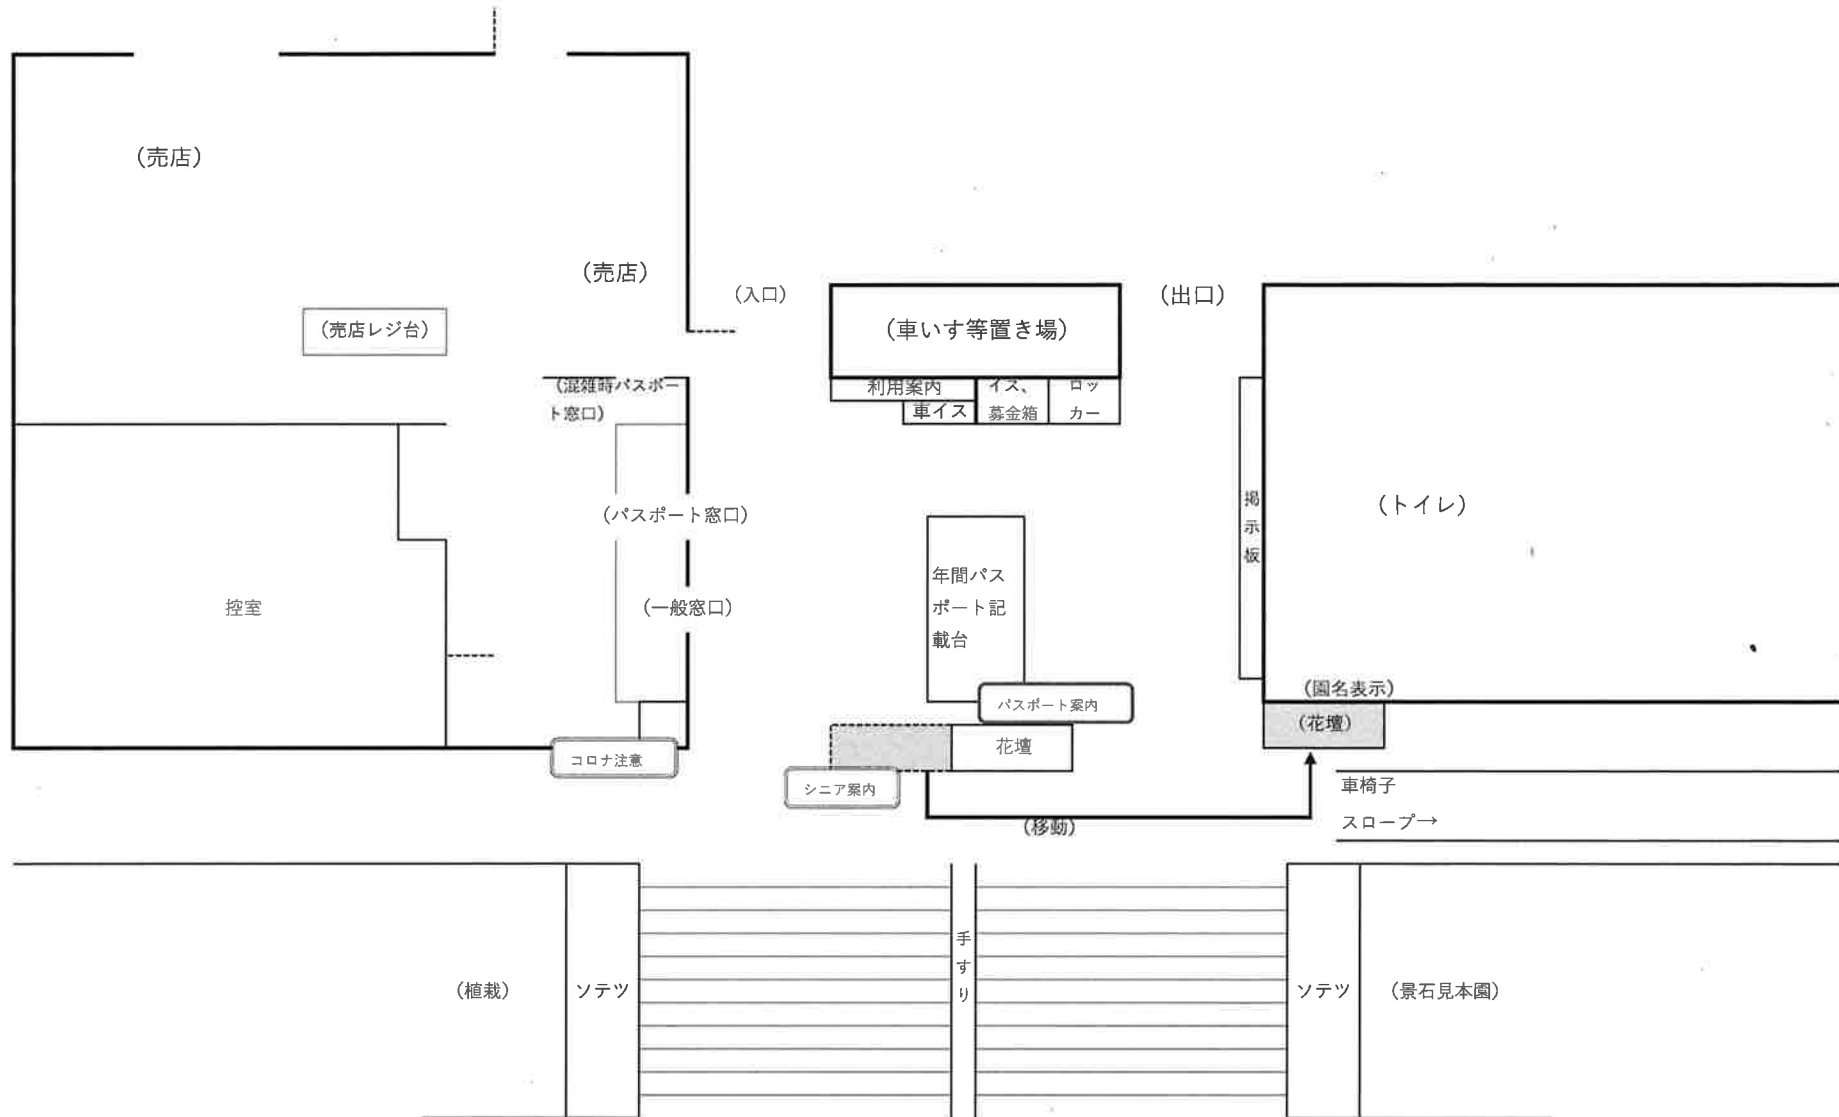 （売店）
（売店）
（入口）
（出口）
（売店レジ台）
（車いす等置き場）
（混雑時パスポー
ト窓口）
利用案内
車イス
イス、
募金箱
ロッ
カー
（パスポート窓口）
掲
示
板
（トイレ）
控室
（一般窓口）
年間パス
ポート記
載台
（園名表示）
パスポート案内
（花壇）
花壇
コロナ注意
シニア案内
（移動）
車椅子
スロープ→
手
す
り
（植栽）
ソテツ
ソテツ
（景石見本園）